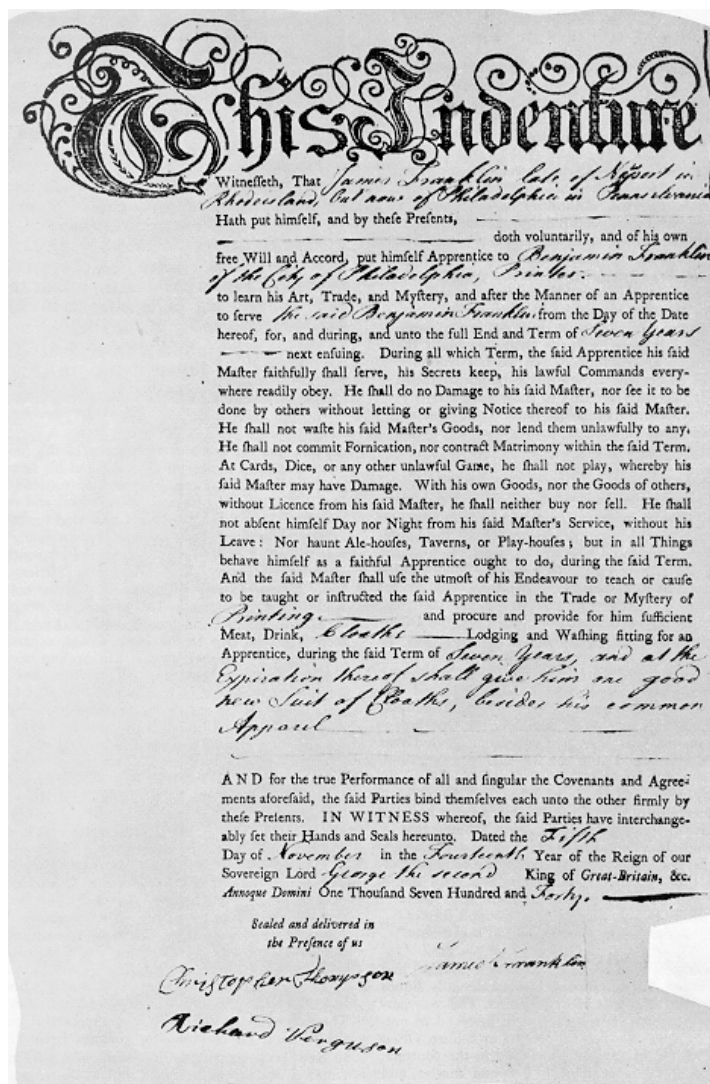 This Indenture
Witneſſeth, That James Franklin late of Newport in
Rhodeisland, but now of Philadelphia in Pennsylvania
Hath put himſelf, and by theſe Preſents,
doth voluntarily, and of his own
free Will and Accord, put himſelf Apprentice to Benjamin Franklin
of the City of Philadelphia, Printer.
to learn his Art, Trade, and Myſtery, and after the Manner of an Apprentice
to ſerve the said Benjamin Franklin from the Day of the Date
hereof, for, and during, and unto the full End and Term of Seven Years
next enſuing. During all which Term, the ſaid Apprentice his ſaid
Maſter faithfully ſhall ſerve, his Secrets keep, his lawful Commands every-
where readily obey. He ſhall do no Damage to his ſaid Maſter, nor ſee it to be
done by others without letting or giving Notice thereof to his ſaid Maſter.
He ſhall not waſte his ſaid Maſter's Goods, nor lend them unlawfully to any.
He ſhall not commit Fornication, nor contract Matrimony within the ſaid Term.
At Cards, Dice, or any other unlawful Game, he ſhall not play, whereby his
ſaid Maſter may have Damage. With his own Goods, nor the Goods of others,
without Licence from his ſaid Maſter, he ſhall neither buy nor ſell. He ſhall
not abſent himſelf Day nor Night from his ſaid Maſter's Service, without his
Leave: Nor haunt Ale-houſes, Taverns, or Play-houſes; but in all Things
behave himſelf as a faithful Apprentice ought to do, during the ſaid Term.
And the ſaid Maſter ſhall uſe the utmoſt of his Endeavour to teach or cauſe
to be taught or inſtructed the ſaid Apprentice in the Trade or Myſtery of
Printing and procure and provide for him ſufficient
Meat, Drink, Cloaths Lodging and Waſhing fitting for an
Apprentice, during the ſaid Term of Seven Years, and at the
Expiration thereof shall give him one good
new Suit of Cloaths, besides his common
Apparel
AND for the true Performance of all and ſingular the Covenants and Agree-
ments aforeſaid, the ſaid Parties bind themſelves each unto the other firmly by
theſe Preſents. IN WITNESS whereof, the ſaid Parties have interchange-
ably ſet their Hands and Seals hereunto. Dated the Fifth
Day of November in the Fourteenth Year of the Reign of our
Sovereign Lord George the second King of Great-Britain, &c.
Annoque Domini One Thouſand Seven Hundred and Forty.
Sealed and delivered in
the Preſence of us
James Franklin
Christopher Thompson
Richard Verguson